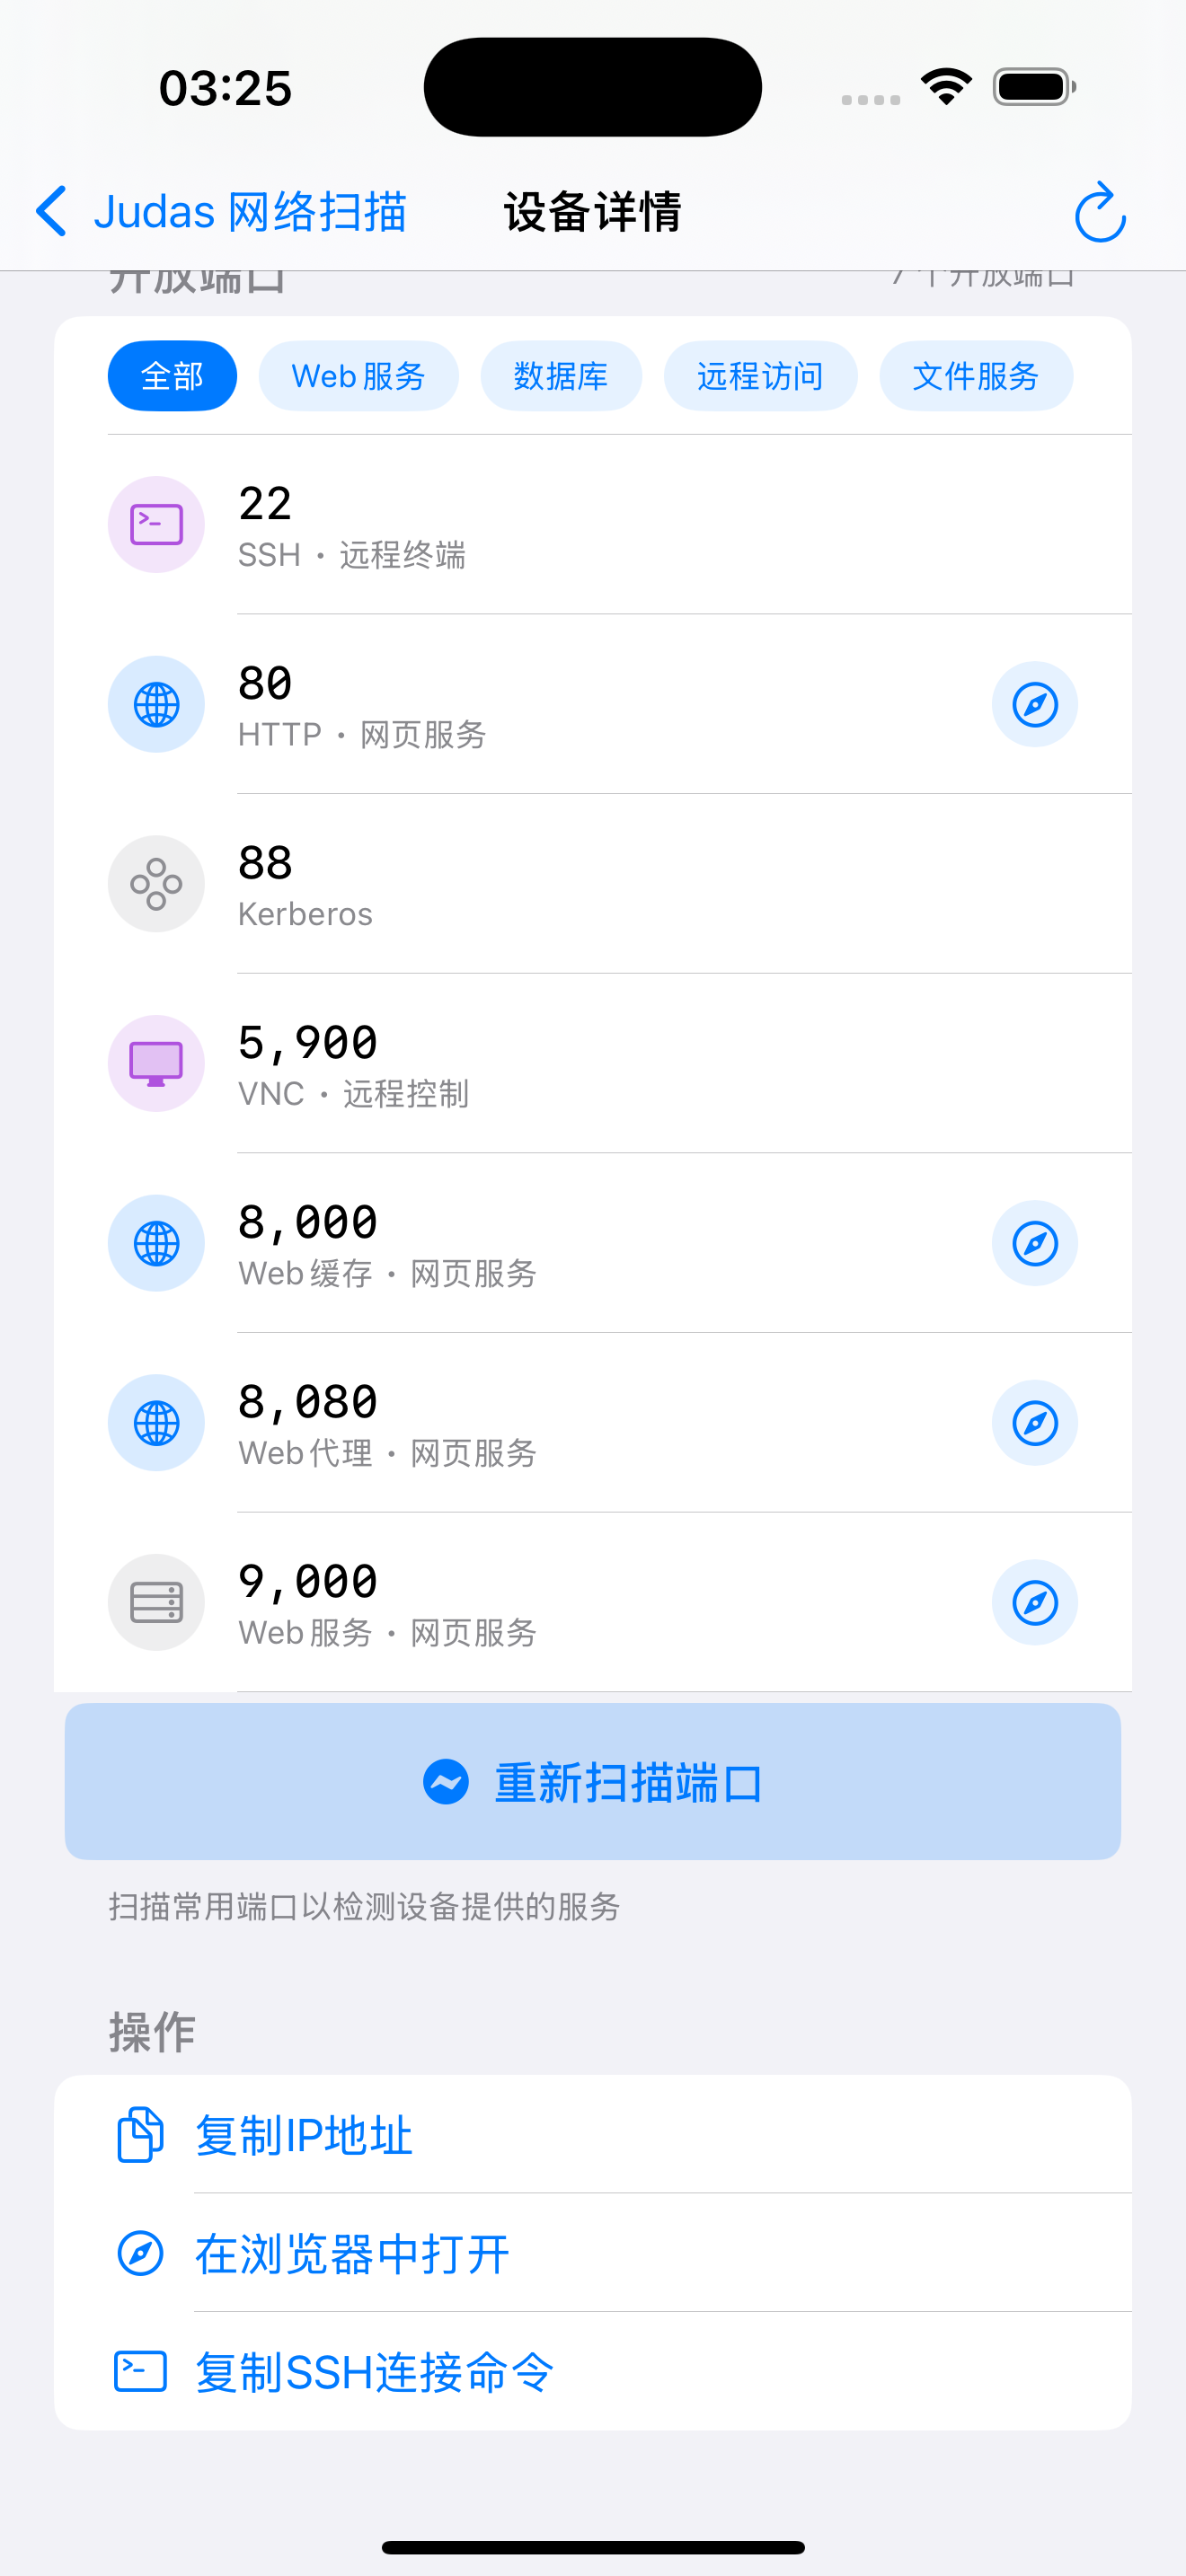 03:25
Judas 网络扫描
设备详情
开放端口
7 个开放端口
全部
Web 服务
数据库
远程访问
文件服务
22
SSH • 远程终端
80
HTTP • 网页服务
88
Kerberos
5,900
VNC • 远程控制
8,000
Web 缓存 • 网页服务
8,080
Web 代理 • 网页服务
9,000
Web 服务 • 网页服务
重新扫描端口
扫描常用端口以检测设备提供的服务
操作
复制IP地址
在浏览器中打开
复制SSH连接命令